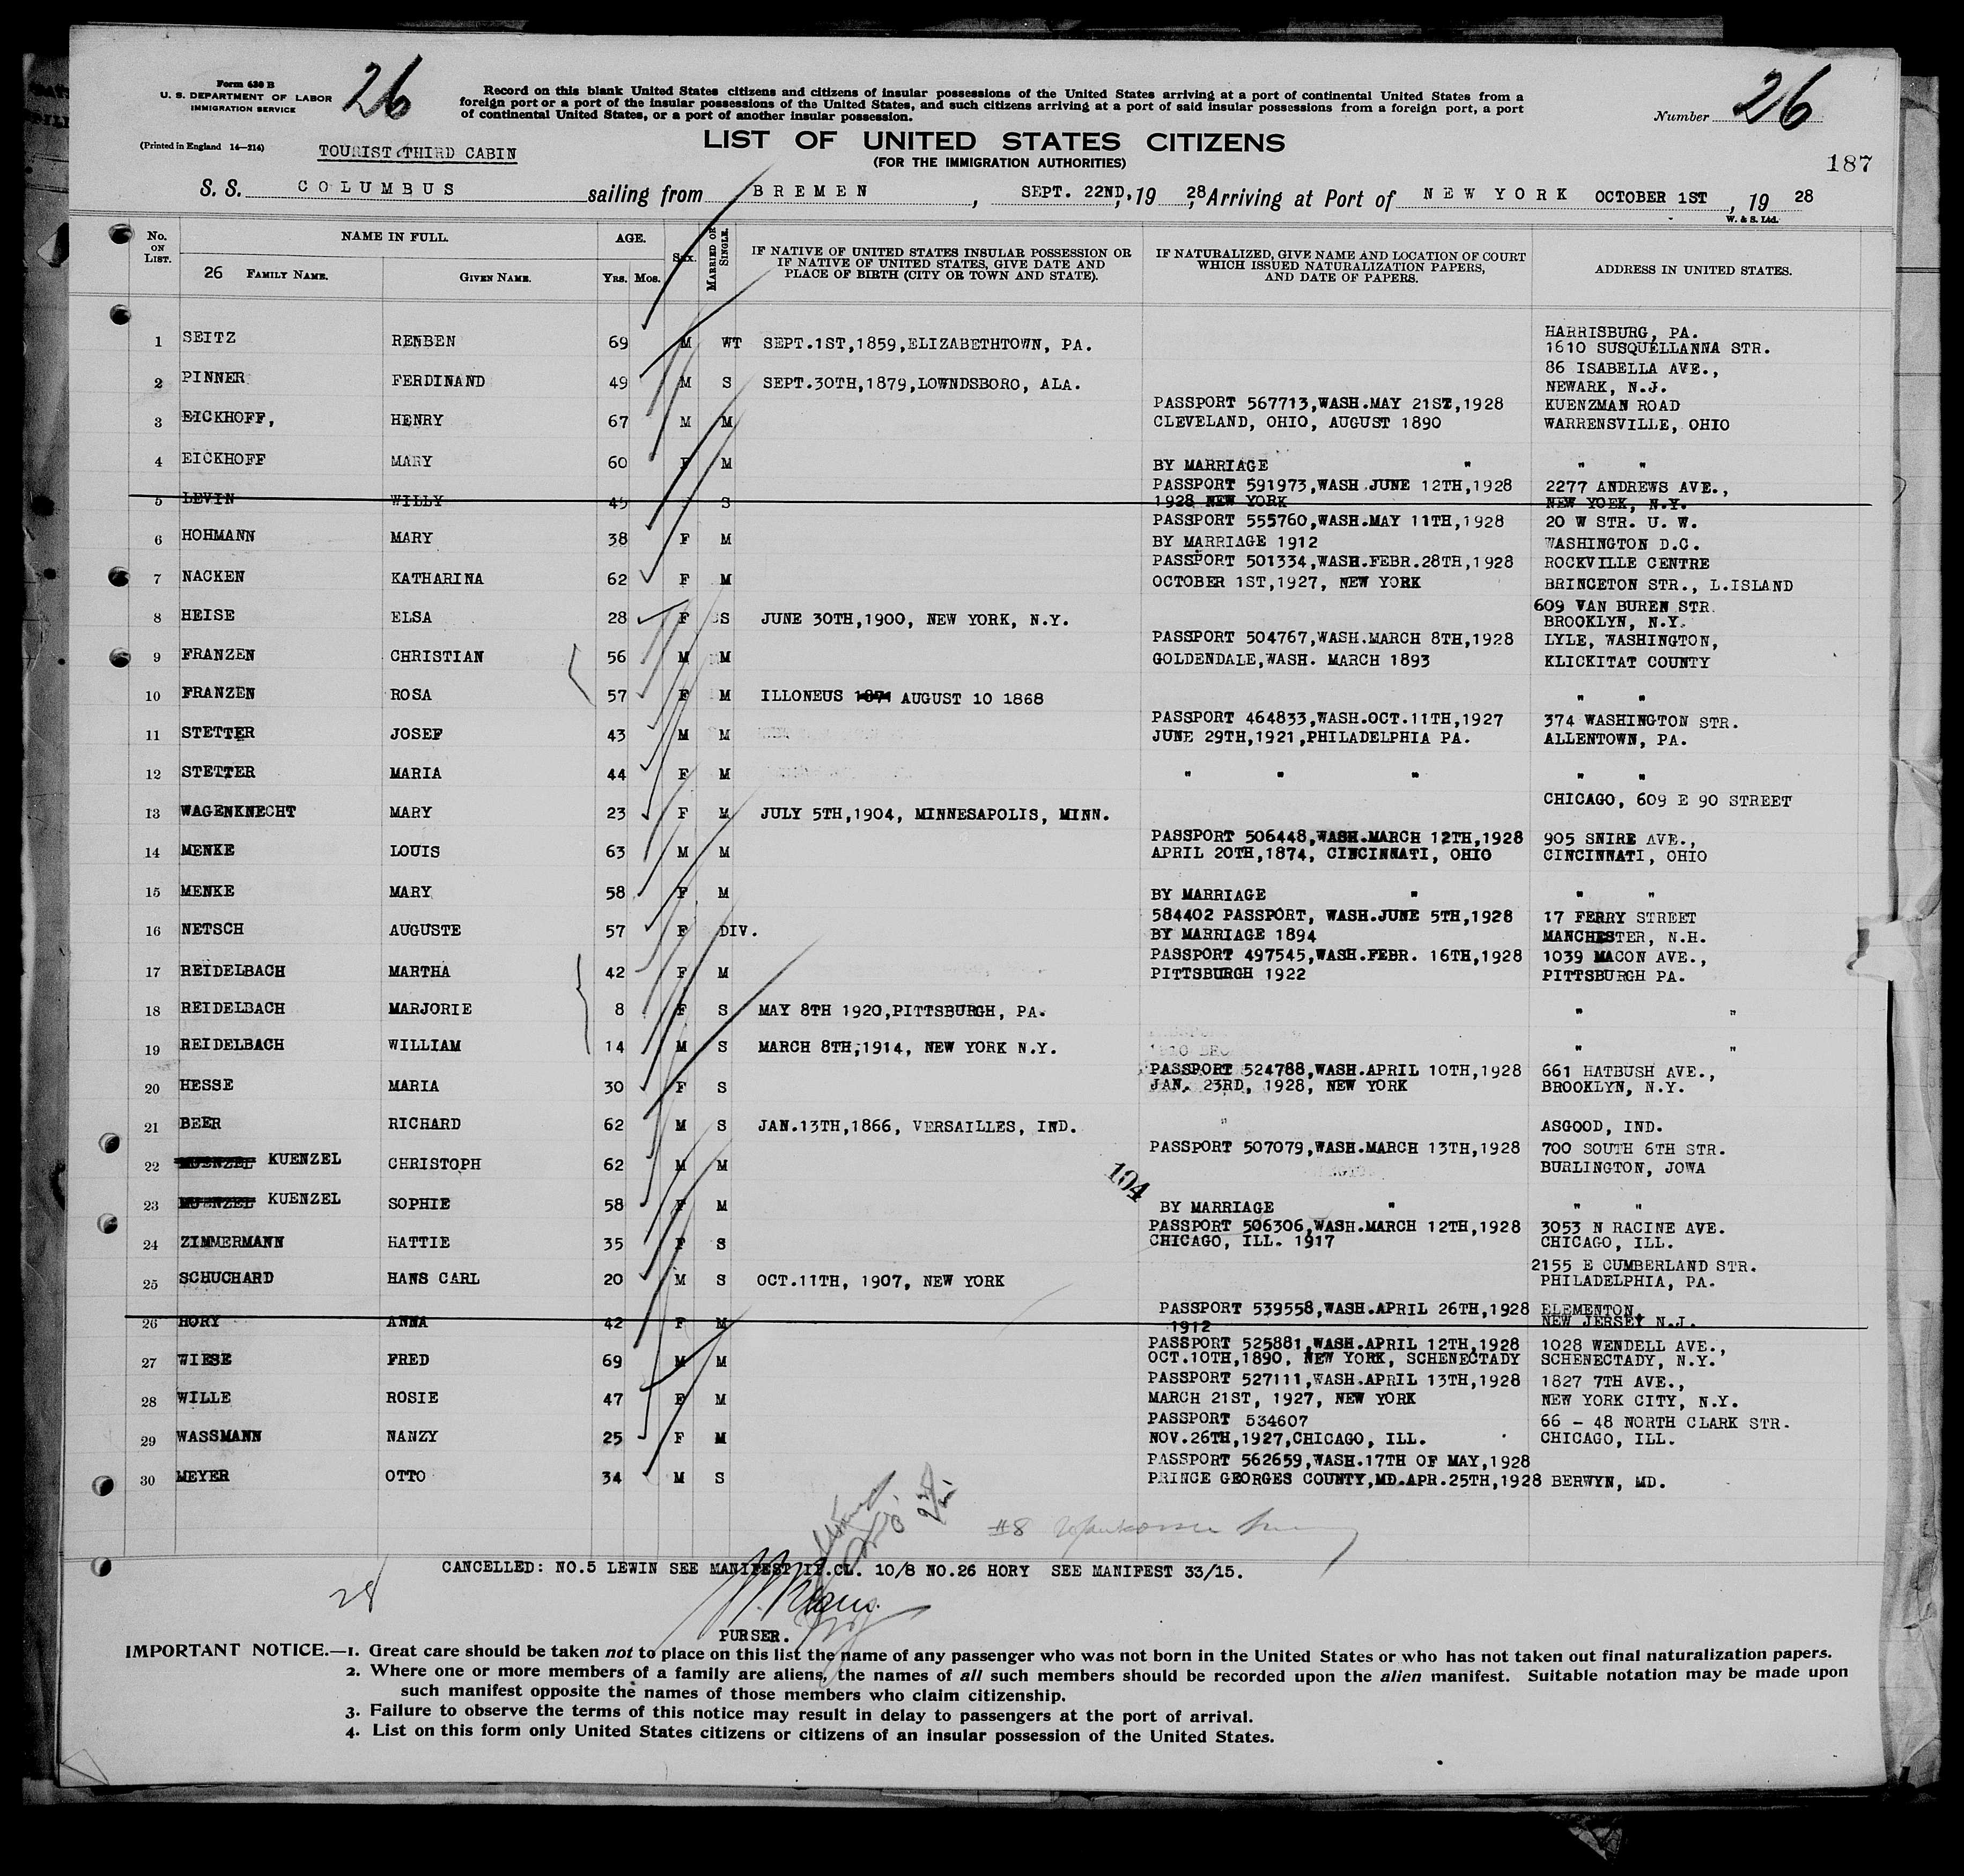 Form 630 B
U. S. DEPARTMENT OF LABOR
IMMIGRATION SERVICE
26
Record on this blank United States citizens and citizens of insular possessions of the United States arriving at a port of continental United States from a
foreign port or a port of the insular possessions of the United States, and such citizens arriving at a port of said insular possessions from a foreign port, a port
of continental United States, or a port of another insular possession.
Number 26
(Printed in England 14—214)
TOURIST THIRD CABIN
LIST OF UNITED STATES CITIZENS
(FOR THE IMMIGRATION AUTHORITIES)
187
S. S. COLUMBUS sailing from BREMEN, SEPT. 22ND, 1928, Arriving at Port of NEW YORK OCTOBER 1ST, 1928
W. & S. Ltd.
No. ON LIST. NAME IN FULL. AGE. Sex. MARRIED OR SINGLE. IF NATIVE OF UNITED STATES INSULAR POSSESSION OR IF NATIVE OF UNITED STATES, GIVE DATE AND PLACE OF BIRTH (CITY OR TOWN AND STATE). IF NATURALIZED, GIVE NAME AND LOCATION OF COURT WHICH ISSUED NATURALIZATION PAPERS, AND DATE OF PAPERS. ADDRESS IN UNITED STATES.
26 FAMILY NAME. GIVEN NAME. Yrs. Mos.
HARRISBURG, PA.
1 SEITZ RENBEN 69 M WT SEPT.1ST,1859,ELIZABETHTOWN, PA. 1610 SUSQUELLANNA STR.
86 ISABELLA AVE.,
2 PINNER FERDINAND 49 M S SEPT.30TH,1879,LOWNDSBORO, ALA. NEWARK, N.J.
PASSPORT 567713,WASH.MAY 21ST,1928 KUENZMAN ROAD
3 EICKHOFF, HENRY 67 M M CLEVELAND, OHIO, AUGUST 1890 WARRENSVILLE, OHIO
4 EICKHOFF MARY 60 F M BY MARRIAGE " " "
PASSPORT 591973,WASH.JUNE 12TH,1928 2277 ANDREWS AVE.,
5 LEVIN WILLY 45 S 1928 NEW YORK NEW YORK, N.Y.
PASSPORT 555760,WASH.MAY 11TH,1928 20 W STR. U. W.
6 HOHMANN MARY 38 F M BY MARRIAGE 1912 WASHINGTON D.C.
PASSPORT 501334,WASH.FEBR.28TH,1928 ROCKVILLE CENTRE
7 NACKEN KATHARINA 62 F M OCTOBER 1ST,1927, NEW YORK BRINCETON STR., L.ISLAND
609 VAN BUREN STR.
8 HEISE ELSA 28 F S JUNE 30TH,1900, NEW YORK, N.Y. BROOKLYN, N.Y.
PASSPORT 504767,WASH.MARCH 8TH,1928 LYLE, WASHINGTON,
9 FRANZEN CHRISTIAN 56 M M GOLDENDALE,WASH. MARCH 1893 KLICKITAT COUNTY
10 FRANZEN ROSA 57 F M ILLONEUS 1871 AUGUST 10 1868 " "
PASSPORT 464833,WASH.OCT.11TH,1927 374 WASHINGTON STR.
11 STETTER JOSEF 43 M M JUNE 29TH,1921,PHILADELPHIA PA. ALLENTOWN, PA.
12 STETTER MARIA 44 F M " " " " "
CHICAGO, 609 E 90 STREET
13 WAGENKNECHT MARY 23 F M JULY 5TH,1904, MINNESAPOLIS, MINN.
PASSPORT 506448,WASH.MARCH 12TH,1928 905 SNIRE AVE.,
14 MENKE LOUIS 63 M M APRIL 20TH,1874, CINCINNATI, OHIO CINCINNATI, OHIO
15 MENKE MARY 58 F M BY MARRIAGE " " "
584402 PASSPORT, WASH.JUNE 5TH,1928 17 FERRY STREET
16 NETSCH AUGUSTE 57 F DIV. BY MARRIAGE 1894 MANCHESTER, N.H.
PASSPORT 497545,WASH.FEBR. 16TH,1928 1039 MACON AVE.,
17 REIDELBACH MARTHA 42 F M PITTSBURGH 1922 PITTSBURGH PA.
18 REIDELBACH MARJORIE 8 F S MAY 8TH 1920,PITTSBURGH, PA. " "
19 REIDELBACH WILLIAM 14 M S MARCH 8TH,1914, NEW YORK N.Y. " "
PASSPORT 524788,WASH.APRIL 10TH,1928 661 HATBUSH AVE.,
20 HESSE MARIA 30 F S JAN. 23RD, 1928, NEW YORK BROOKLYN, N.Y.
21 BEER RICHARD 62 M S JAN.13TH,1866, VERSAILLES, IND. " ASGOOD, IND.
PASSPORT 507079,WASH.MARCH 13TH,1928 700 SOUTH 6TH STR.
22 MUENZEL KUENZEL CHRISTOPH 62 M M BURLINGTON, JOWA
104
23 MUENZEL KUENZEL SOPHIE 58 F M BY MARRIAGE " " "
PASSPORT 506306,WASH.MARCH 12TH,1928 3053 N RACINE AVE.
24 ZIMMERMANN HATTIE 35 F S CHICAGO, ILL. 1917 CHICAGO, ILL.
2155 E CUMBERLAND STR.
25 SCHUCHARD HANS CARL 20 M S OCT.11TH, 1907, NEW YORK PHILADELPHIA, PA.
PASSPORT 539558,WASH.APRIL 26TH,1928 ELEMENTON,
26 HORY ANNA 42 F M 1912 NEW JERSEY N.J.
PASSPORT 525881,WASH.APRIL 12TH,1928 1028 WENDELL AVE.,
27 WIESE FRED 69 M M OCT.10TH,1890, NEW YORK, SCHENECTADY SCHENECTADY, N.Y.
PASSPORT 527111,WASH.APRIL 13TH,1928 1827 7TH AVE.,
28 WILLE ROSIE 47 F M MARCH 21ST, 1927, NEW YORK NEW YORK CITY, N.Y.
PASSPORT 534607 66 - 48 NORTH CLARK STR.
29 WASSMANN NANZY 25 F M NOV.26TH,1927,CHICAGO, ILL. CHICAGO, ILL.
PASSPORT 562659,WASH.17TH OF MAY,1928
30 MEYER OTTO 34 M S PRINCE GEORGES COUNTY,MD.APR.25TH,1928 BERWYN, MD.
#8
CANCELLED: NO.5 LEWIN SEE MANIFEST II.CL. 10/8 NO.26 HORY SEE MANIFEST 33/15.
28
PURSER.
IMPORTANT NOTICE.—1. Great care should be taken not to place on this list the name of any passenger who was not born in the United States or who has not taken out final naturalization papers.
2. Where one or more members of a family are aliens, the names of all such members should be recorded upon the alien manifest. Suitable notation may be made upon
such manifest opposite the names of those members who claim citizenship.
3. Failure to observe the terms of this notice may result in delay to passengers at the port of arrival.
4. List on this form only United States citizens or citizens of an insular possession of the United States.